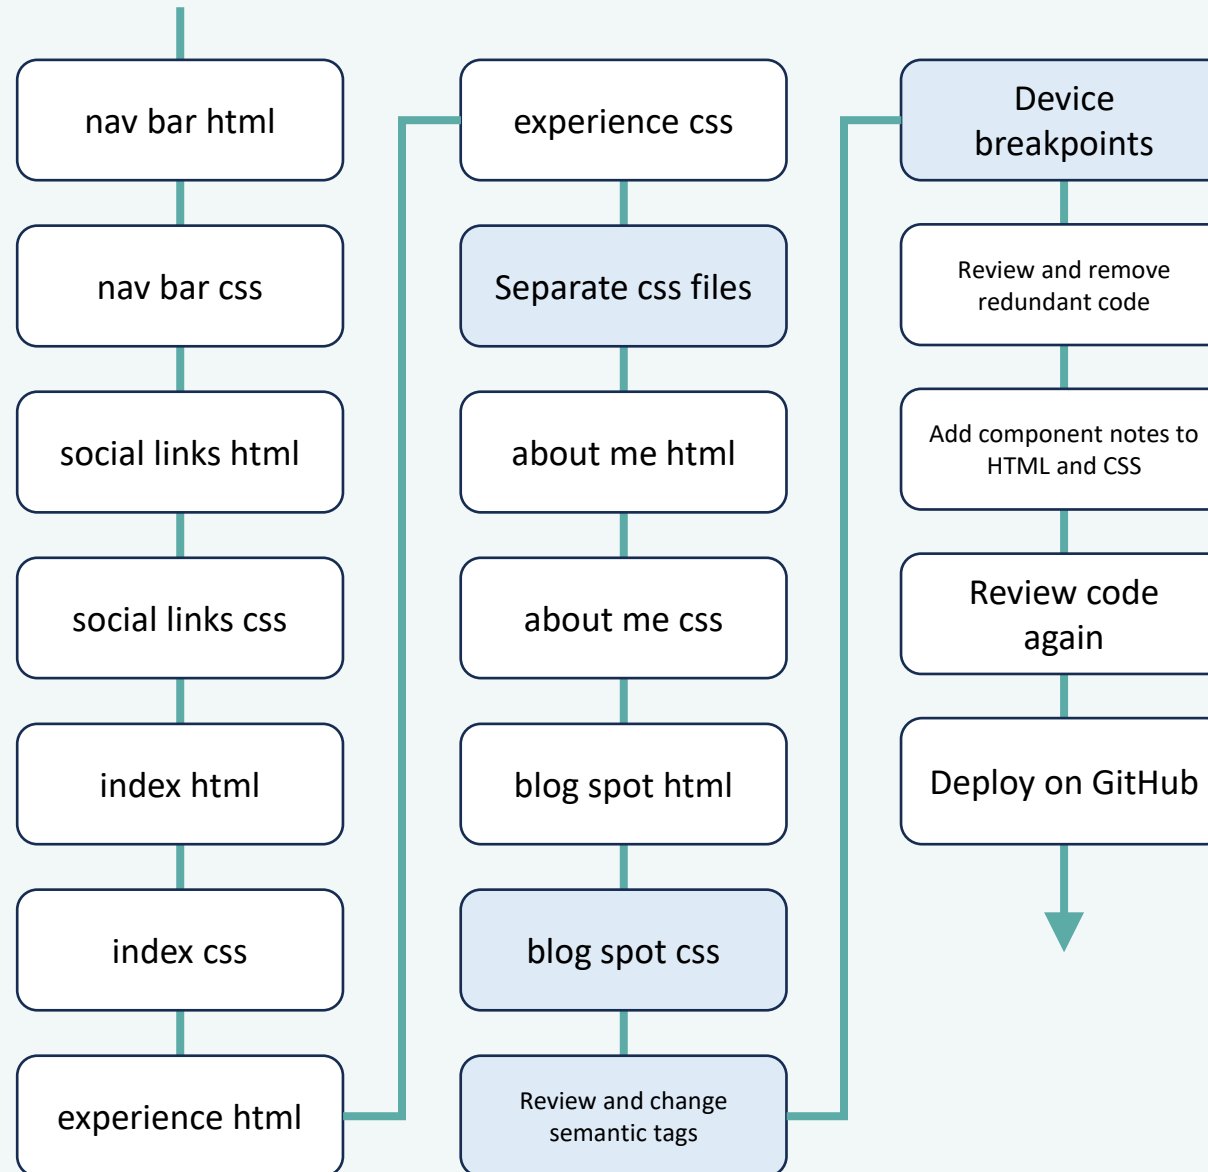 nav bar html
nav bar css
social links html
social links css
index html
index css
experience html
experience css
Separate css files
about me html
about me css
blog spot html
blog spot css
Review and change
semantic tags
Device
breakpoints
Review and remove
redundant code
Add component notes to
HTML and CSS
Review code
again
Deploy on GitHub